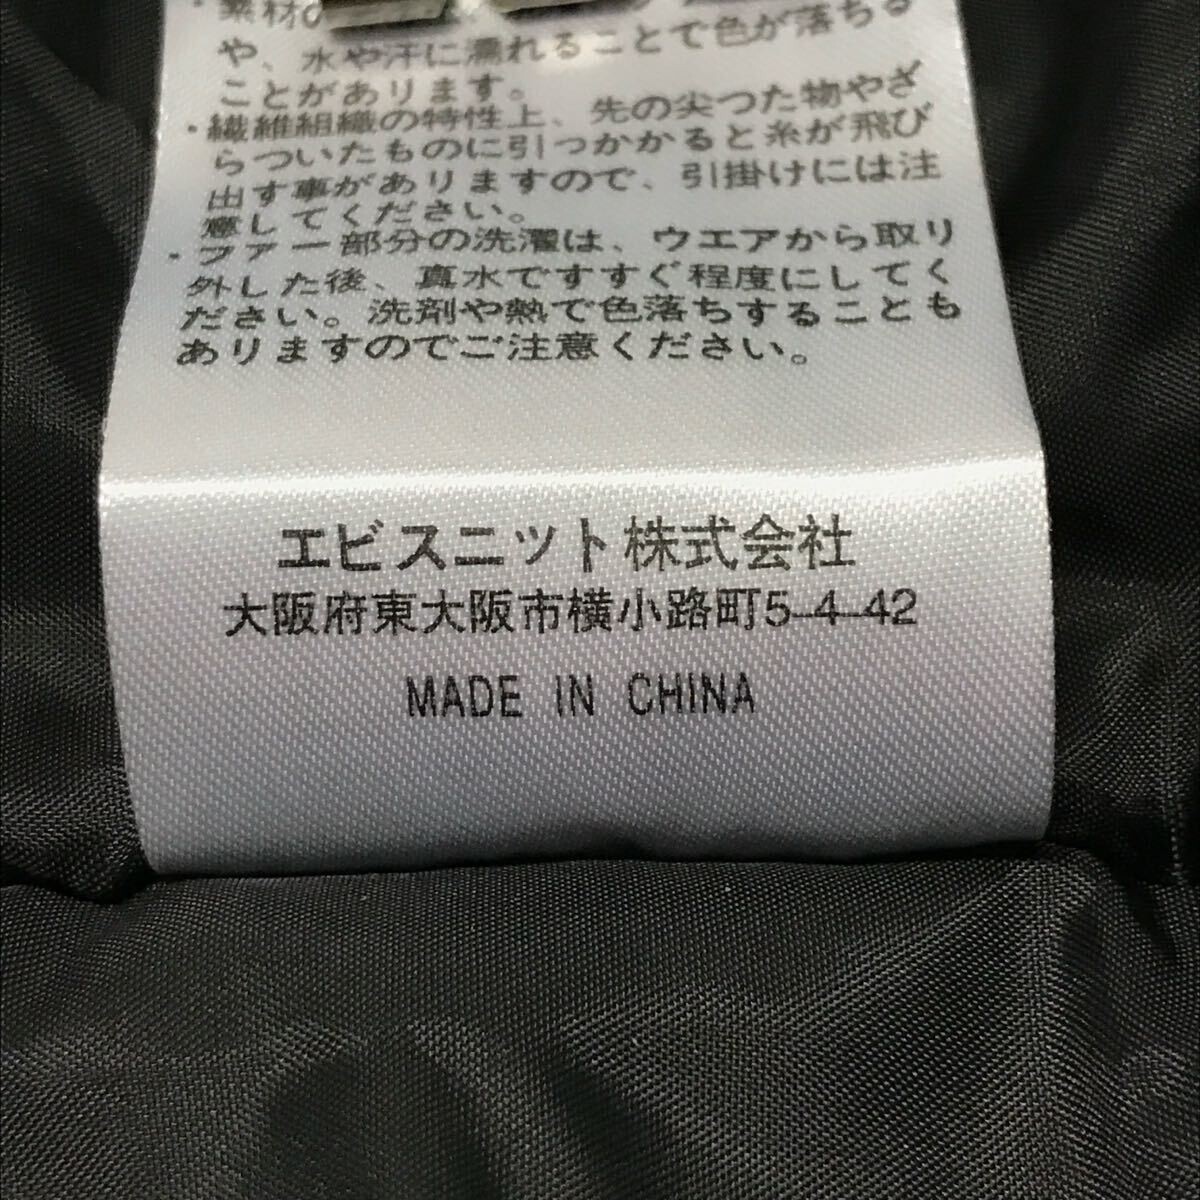 ・素材の
や、水や汗に濡れることで色が落ちる
ことがあります。
・繊維組織の特性上、先の尖つた物やざ
らついたものに引っかかると糸が飛び
出す事がありますので、引掛けには注
意してください。
・ファー部分の洗濯は、ウエアから取り
外した後、真水ですすぐ程度にしてく
ださい。洗剤や熱で色落ちすることも
ありますのでご注意ください。
エビスニット株式会社
大阪府東大阪市横小路町5-4-42
MADE IN CHINA